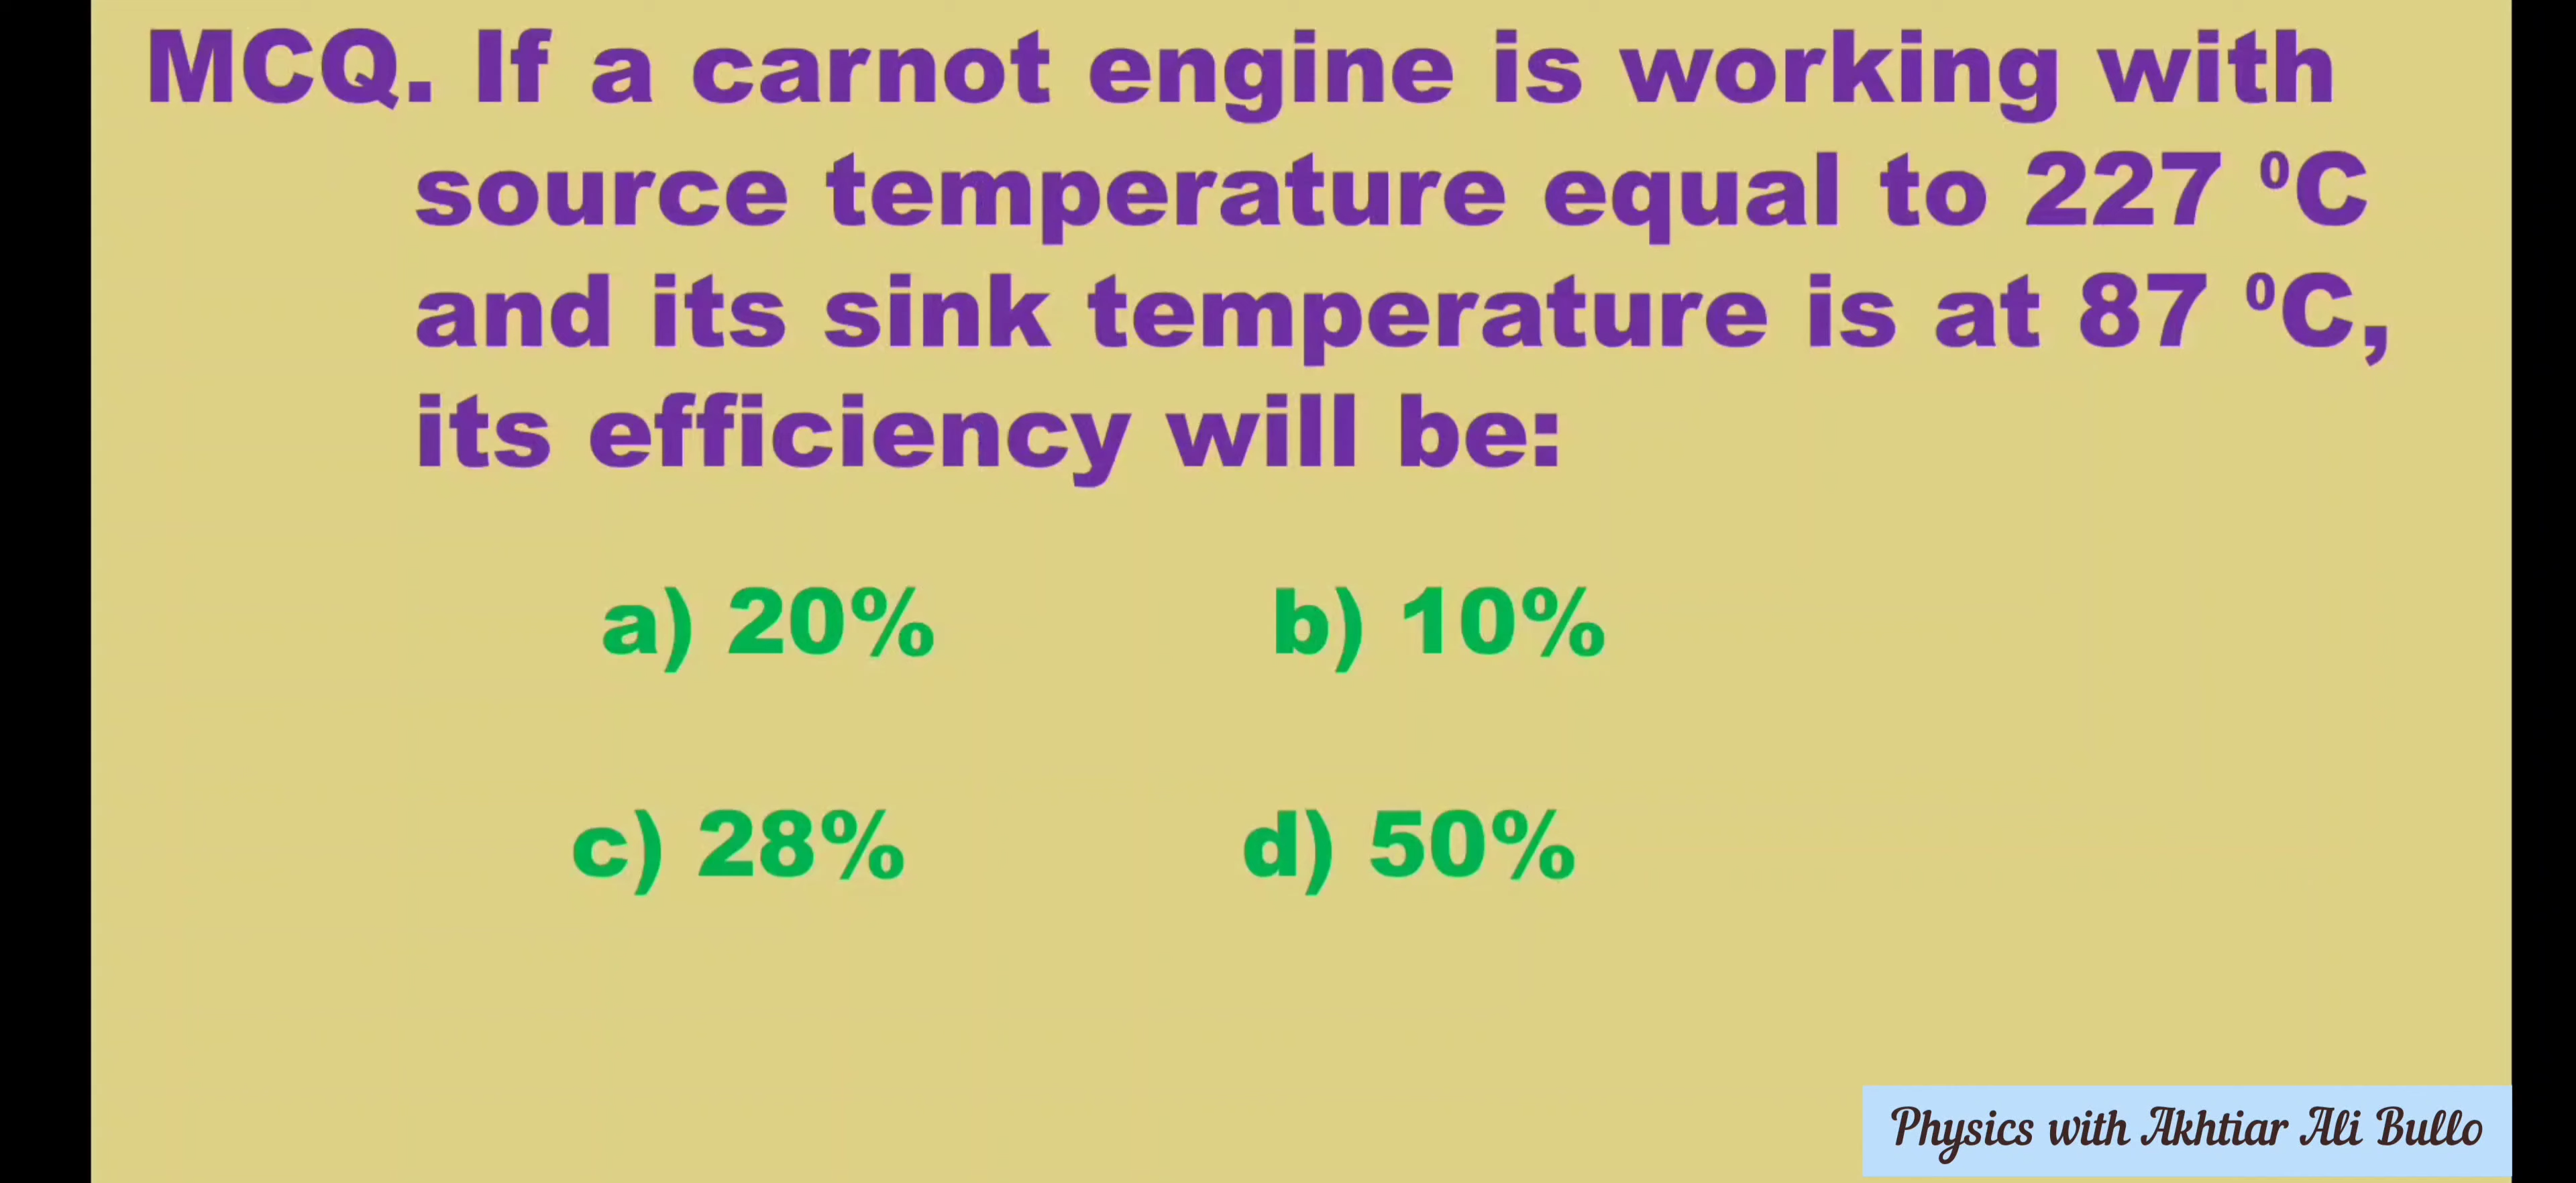 MCQ. If a carnot engine is working with
source temperature equal to 227 ⁰C
and its sink temperature is at 87 ⁰C,
its efficiency will be:
a) 20% b) 10%
c) 28% d) 50%
Physics with Akhtiar Ali Bullo